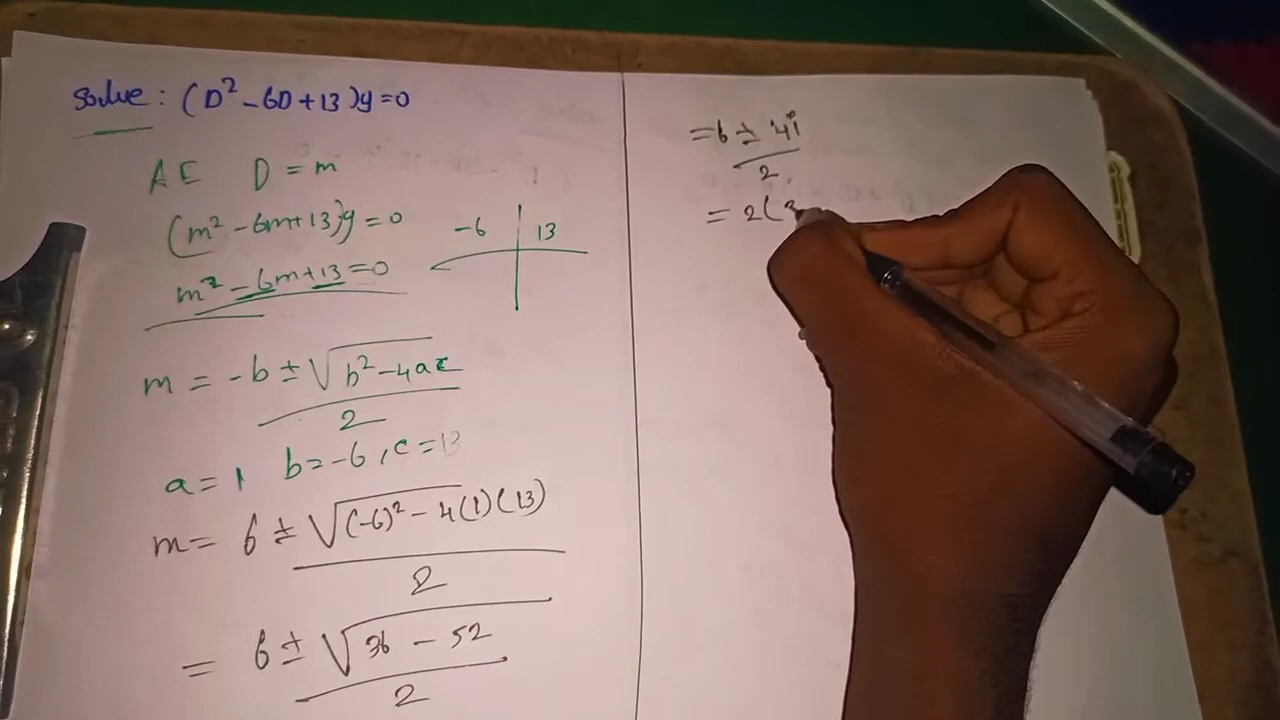 Solve : (D² - 6D + 13)y = 0
AE D = m
(m² - 6m + 13)y = 0
-6 | 13
m² - 6m + 13 = 0
m = -b ± √b² - 4ac
2
a = 1 b = -6 , c = 13
m = 6 ± √(-6)² - 4(1)(13)
2
= 6 ± √36 - 52
2
= 6 ± 4i
2
= 2(3